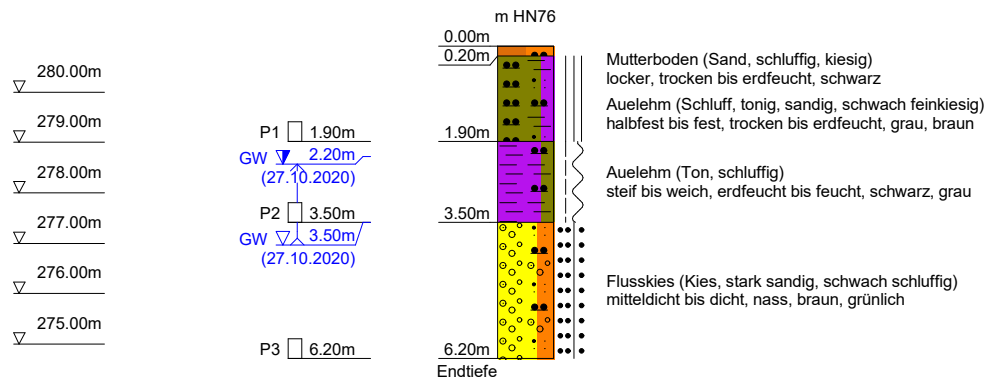 m HN76
0.00m
0.20m
280.00m
Mutterboden (Sand, schluffig, kiesig)
locker, trocken bis erdfeucht, schwarz
Auelehm (Schluff, tonig, sandig, schwach feinkiesig)
halbfest bis fest, trocken bis erdfeucht, grau, braun
279.00m
P1 1.90m
1.90m
GW 2.20m
(27.10.2020)
278.00m
Auelehm (Ton, schluffig)
steif bis weich, erdfeucht bis feucht, schwarz, grau
277.00m
P2 3.50m
3.50m
GW 3.50m
(27.10.2020)
276.00m
Flusskies (Kies, stark sandig, schwach schluffig)
mitteldicht bis dicht, nass, braun, grünlich
275.00m
P3 6.20m
6.20m
Endtiefe